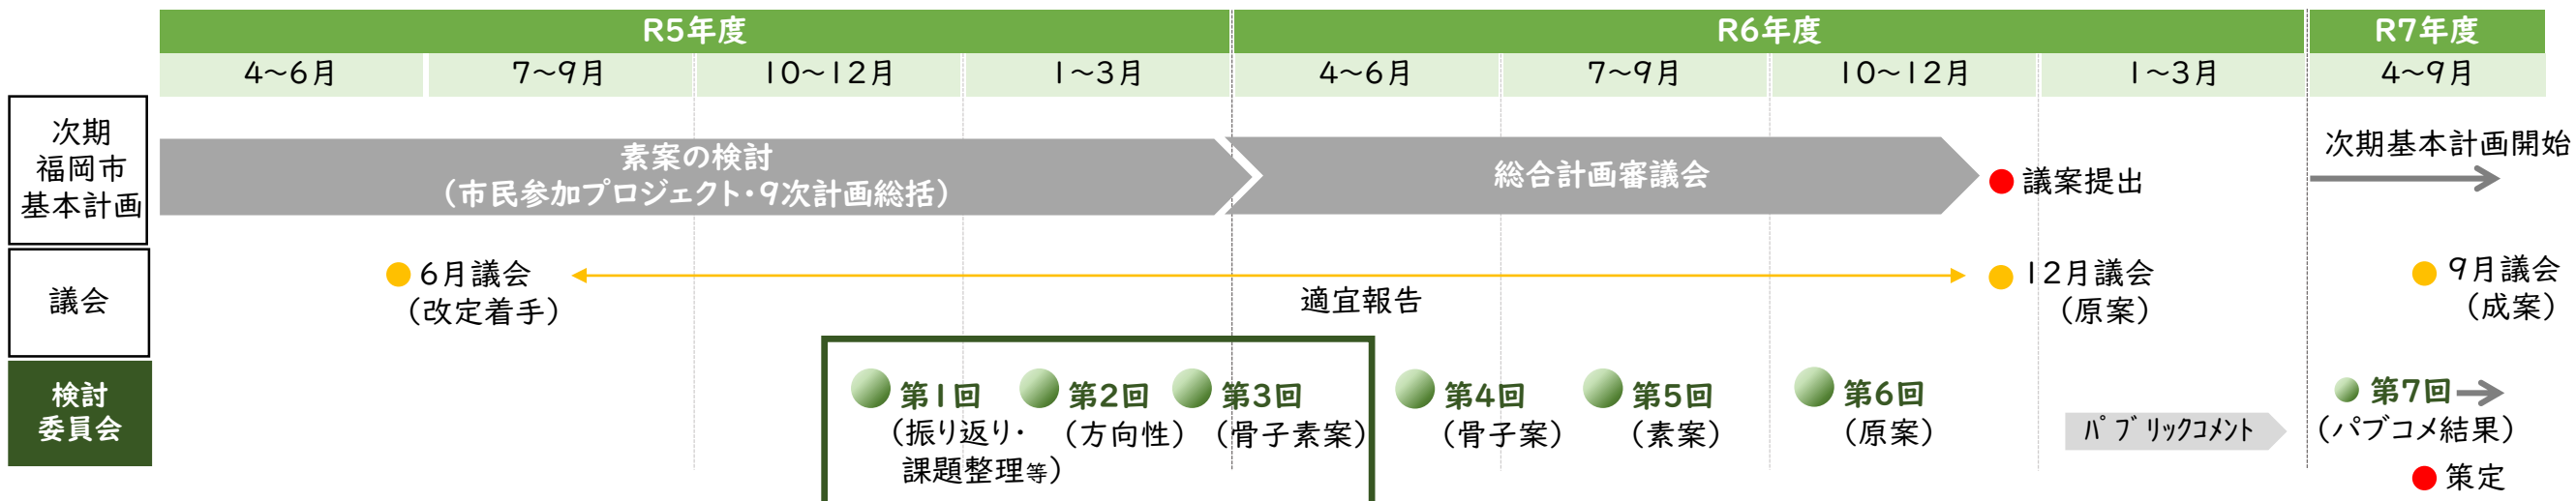 R5年度
R6年度
R7年度
4～6月
7～9月
10～12月
1～3月
4～6月
7～9月
10～12月
1～3月
4～9月
次期
福岡市
基本計画
素案の検討
（市民参加プロジェクト・9次計画総括）
総合計画審議会
議案提出
次期基本計画開始
議会
6月議会
（改定着手）
適宜報告
12月議会
（原案）
9月議会
（成案）
検討
委員会
第1回
（振り返り・
課題整理等）
第2回
（方向性）
第3回
（骨子素案）
第4回
（骨子案）
第5回
（素案）
第6回
（原案）
パブリックコメント
第7回
（パブコメ結果）
策定